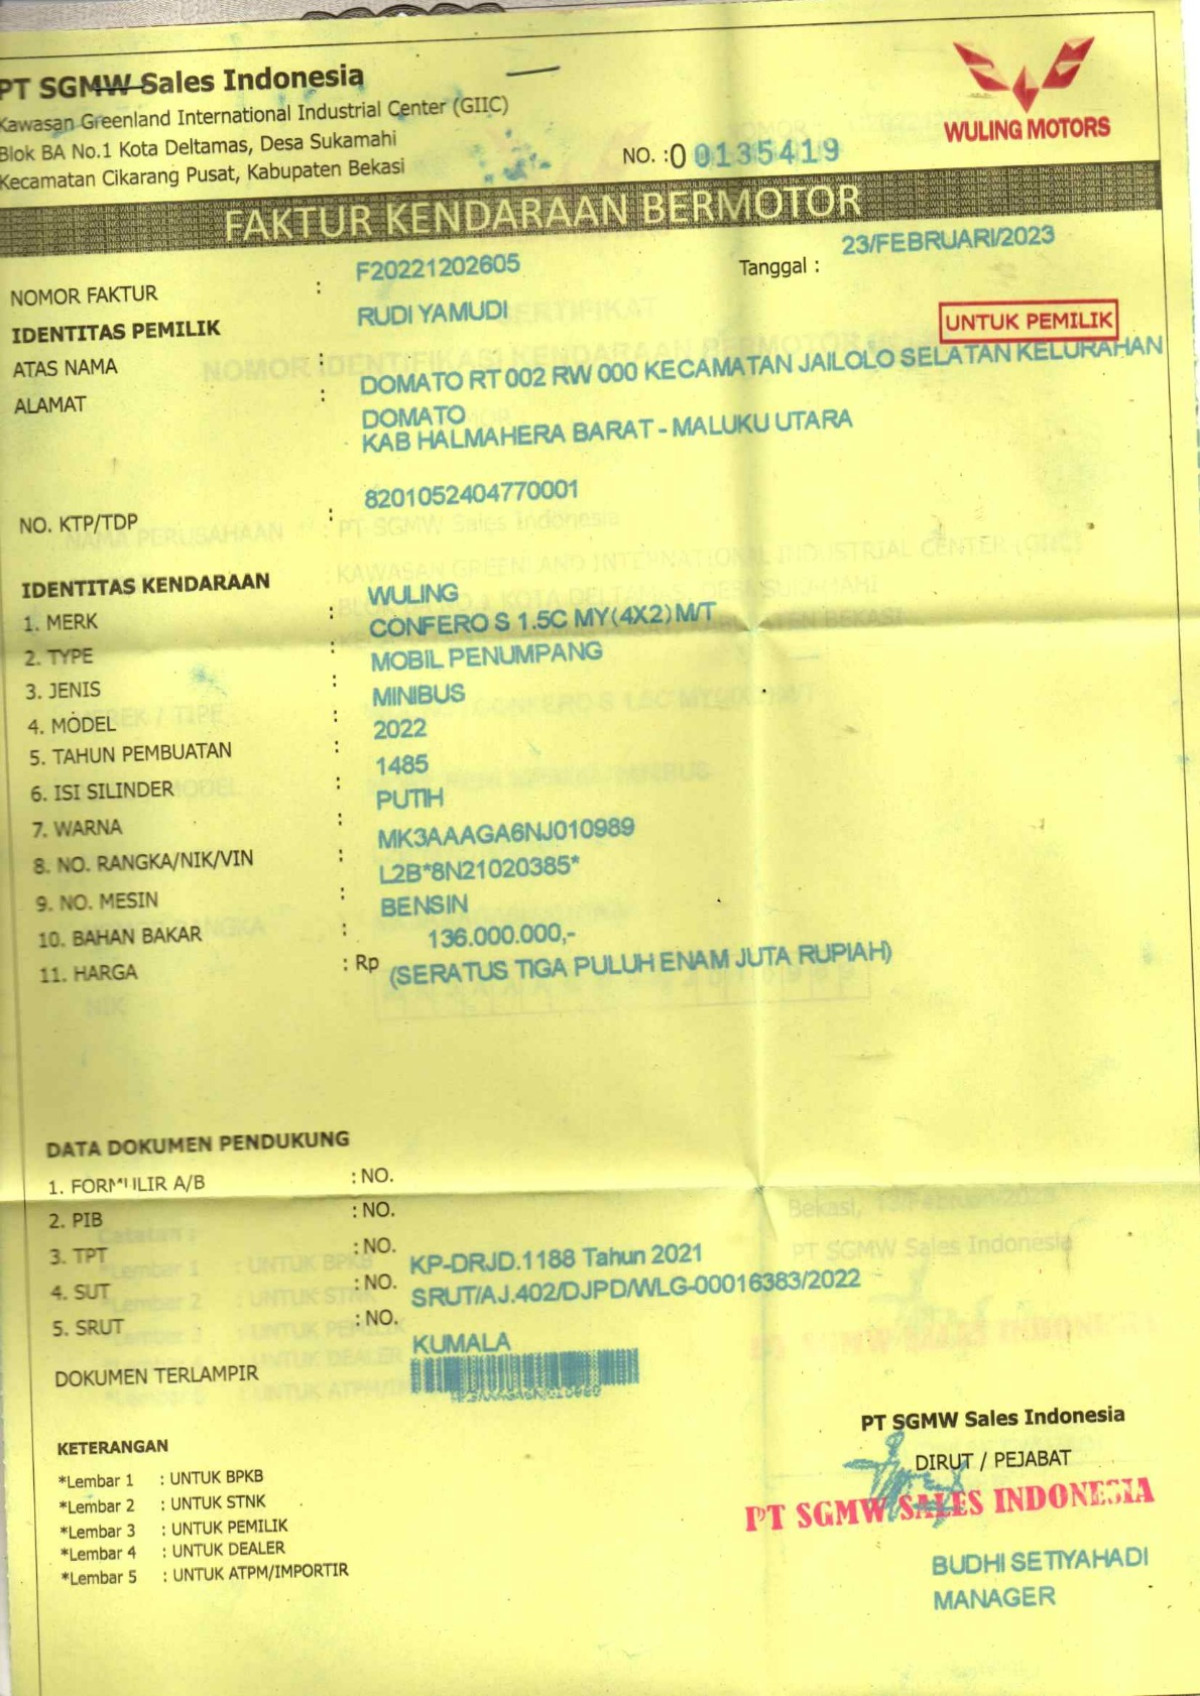 PT SGMW Sales Indonesia
Kawasan Greenland International Industrial Center (GIIC)
Blok BA No.1 Kota Deltamas, Desa Sukamahi
Kecamatan Cikarang Pusat, Kabupaten Bekasi
WULING MOTORS
NO. :0 00135419
FAKTUR KENDARAAN BERMOTOR
NOMOR FAKTUR : F20221202605 Tanggal : 23/FEBRUARI/2023
IDENTITAS PEMILIK
UNTUK PEMILIK
ATAS NAMA : RUDI YAMUDI
ALAMAT : DOMATO RT 002 RW 000 KECAMATAN JAILOLO SELATAN KELURAHAN
DOMATO
KAB HALMAHERA BARAT - MALUKU UTARA
NO. KTP/TDP : 8201052404770001
IDENTITAS KENDARAAN
1. MERK : WULING
2. TYPE : CONFERO S 1.5C MY(4X2) M/T
3. JENIS : MOBIL PENUMPANG
4. MODEL : MINIBUS
5. TAHUN PEMBUATAN : 2022
6. ISI SILINDER : 1485
7. WARNA : PUTIH
8. NO. RANGKA/NIK/VIN : MK3AAAGA6NJ010989
9. NO. MESIN : L2B*8N21020385*
10. BAHAN BAKAR : BENSIN
11. HARGA : Rp 136.000.000,-
(SERATUS TIGA PULUH ENAM JUTA RUPIAH)
DATA DOKUMEN PENDUKUNG
1. FORMULIR A/B : NO.
2. PIB : NO.
3. TPT : NO.
4. SUT : NO. KP-DRJD.1188 Tahun 2021
5. SRUT : NO. SRUT/AJ.402/DJPD/WLG-00016383/2022
DOKUMEN TERLAMPIR KUMALA
KETERANGAN
*Lembar 1 : UNTUK BPKB
*Lembar 2 : UNTUK STNK
*Lembar 3 : UNTUK PEMILIK
*Lembar 4 : UNTUK DEALER
*Lembar 5 : UNTUK ATPM/IMPORTIR
PT SGMW Sales Indonesia
DIRUT / PEJABAT
PT SGMW SALES INDONESIA
BUDHI SETIYAHADI
MANAGER